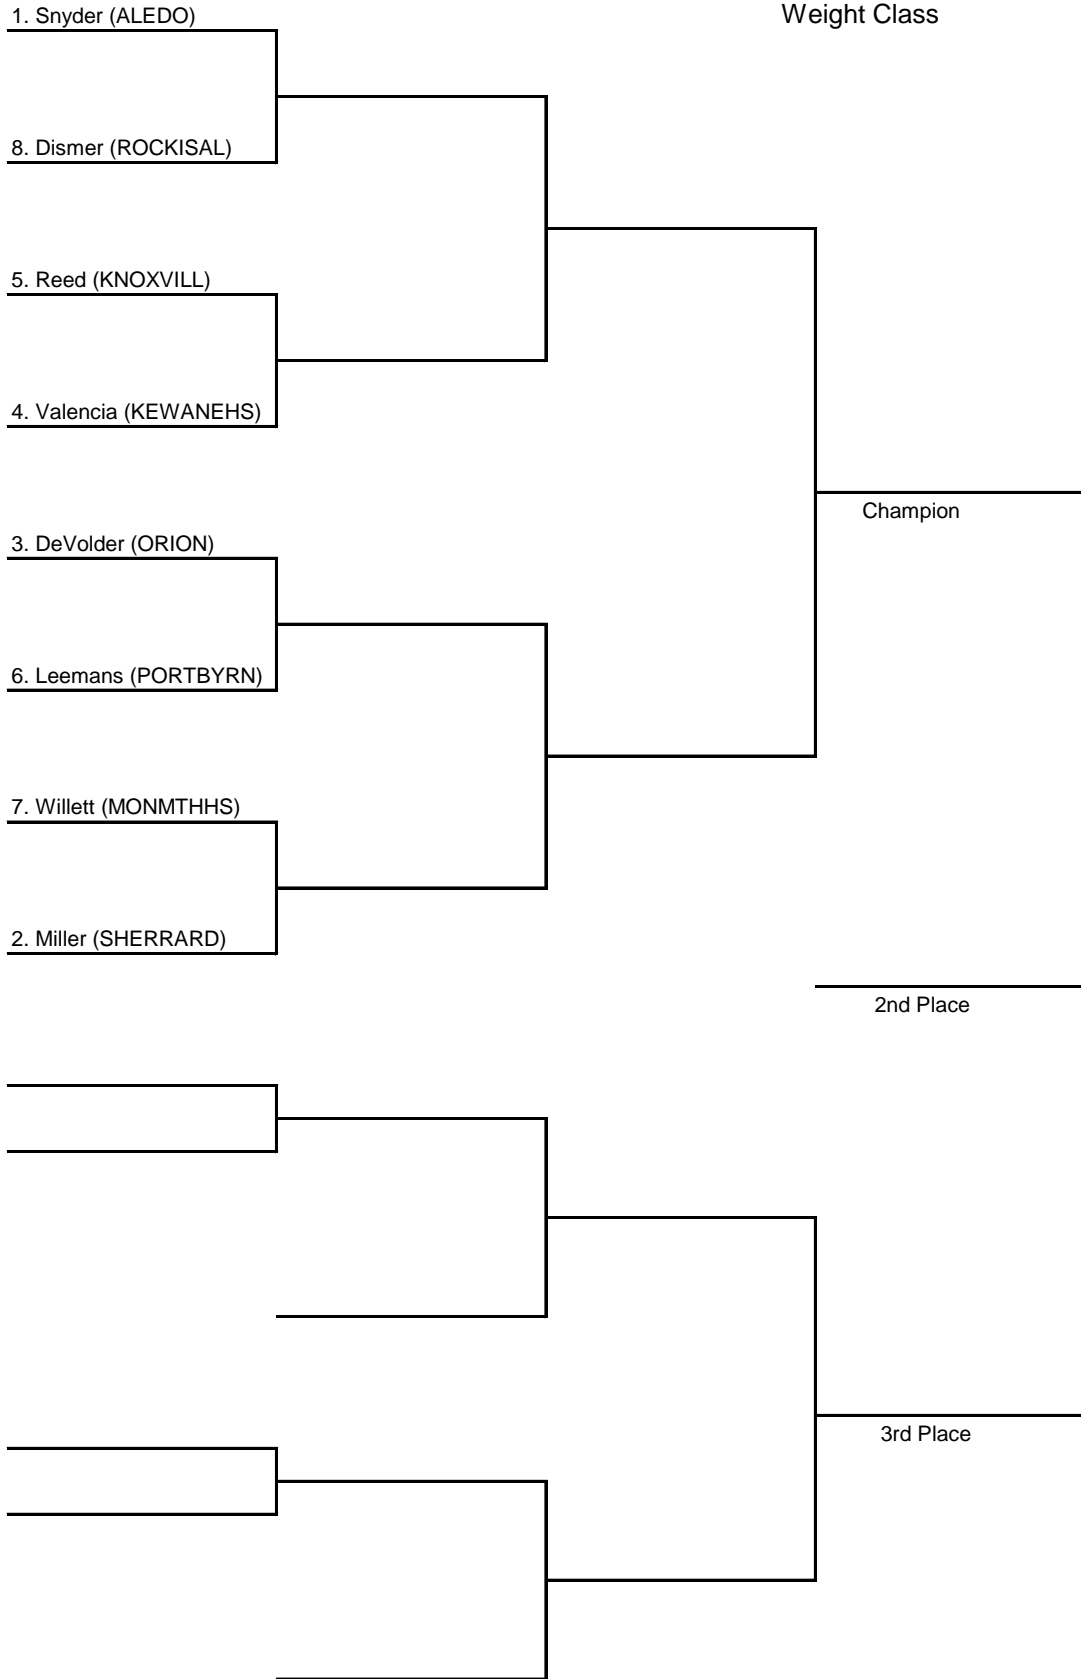 Weight Class
1. Snyder (ALEDO)
8. Dismer (ROCKISAL)
5. Reed (KNOXVILL)
4. Valencia (KEWANEHS)
Champion
3. DeVolder (ORION)
6. Leemans (PORTBYRN)
7. Willett (MONMTHHS)
2. Miller (SHERRARD)
2nd Place
3rd Place